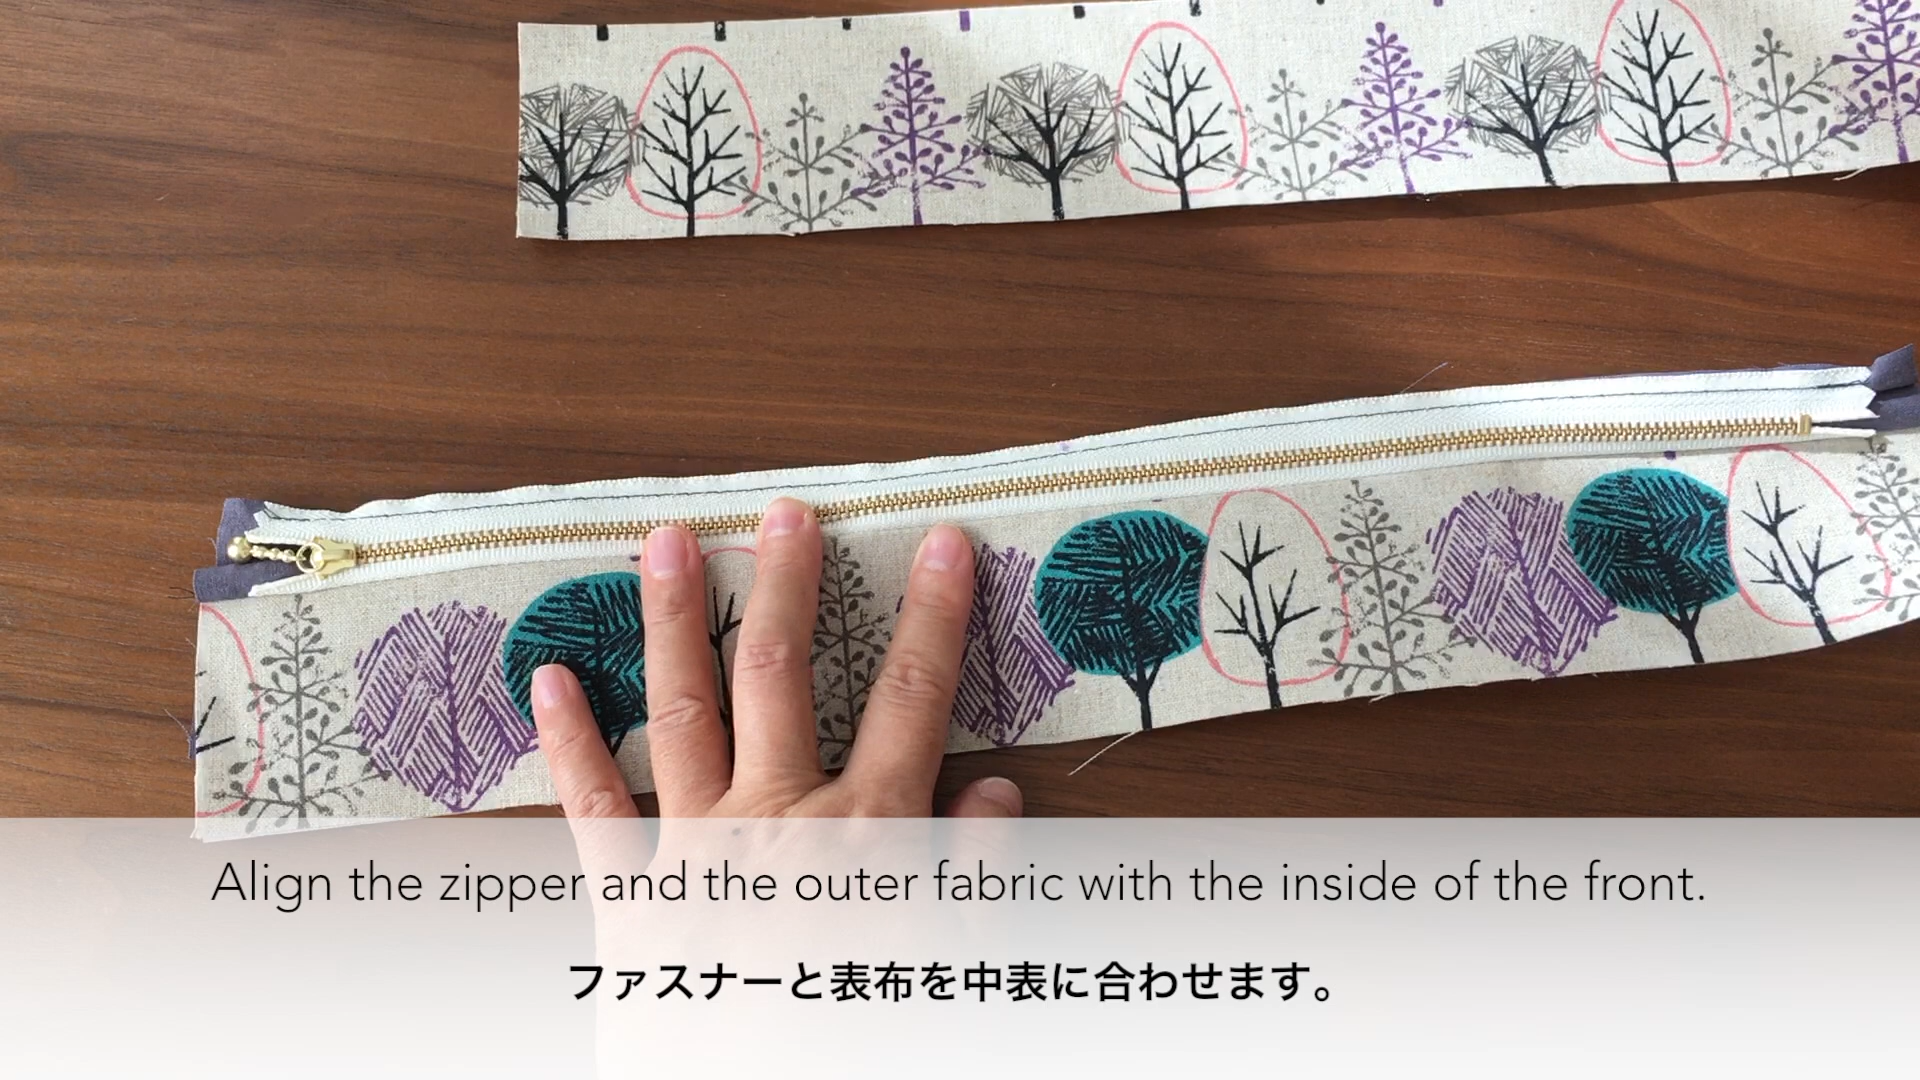 Align the zipper and the outer fabric with the inside of the front.
ファスナーと表布を中表に合わせます。